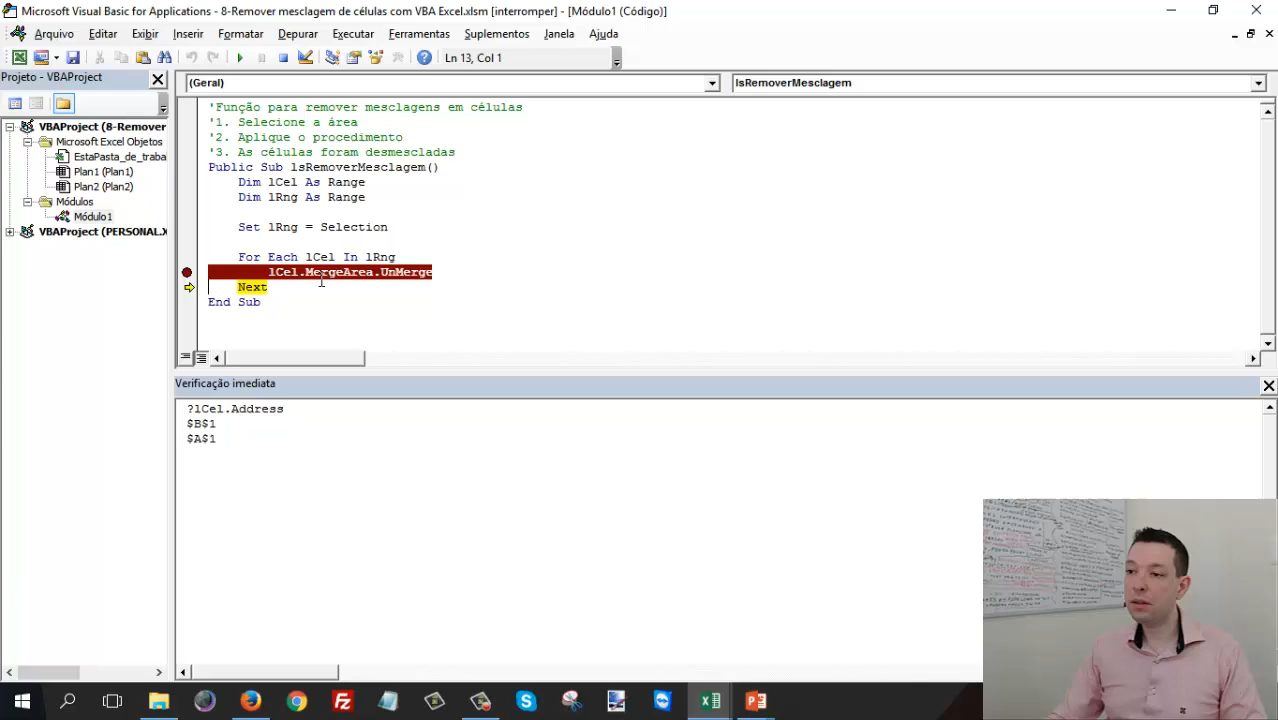 Microsoft Visual Basic for Applications - 8-Remover mesclagem de células com VBA Excel.xlsm [interromper] - [Módulo1 (Código)]
Arquivo Editar Exibir Inserir Formatar Depurar Executar Ferramentas Suplementos Janela Ajuda
Ln 13, Col 1
Projeto - VBAProject
(Geral)
lsRemoverMesclagem
VBAProject (8-Remover
Microsoft Excel Objetos
EstaPasta_de_traba
Plan1 (Plan1)
Plan2 (Plan2)
Módulos
Módulo1
VBAProject (PERSONAL.X
'Função para remover mesclagens em células
'1. Selecione a área
'2. Aplique o procedimento
'3. As células foram desmescladas
Public Sub lsRemoverMesclagem()
Dim lCel As Range
Dim lRng As Range
Set lRng = Selection
For Each lCel In lRng
lCel.MergeArea.UnMerge
Next
End Sub
Verificação imediata
?lCel.Address
$B$1
$A$1